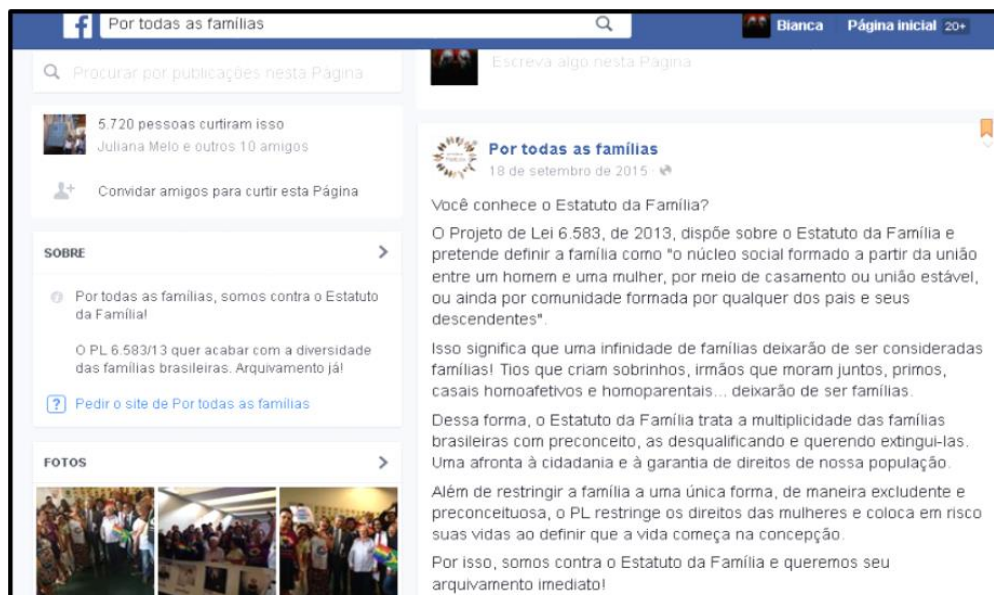 Por todas as famílias
Bianca
Página inicial 20+
Procurar por publicações nesta Página
5.720 pessoas curtiram isso
Juliana Melo e outros 10 amigos
Convidar amigos para curtir esta Página
SOBRE
Por todas as famílias, somos contra o Estatuto
da Família!
O PL 6.583/13 quer acabar com a diversidade
das famílias brasileiras. Arquivamento já!
Pedir o site de Por todas as famílias
FOTOS
Escreva algo nesta Página
Por todas as famílias
18 de setembro de 2015 ·
Você conhece o Estatuto da Família?
O Projeto de Lei 6.583, de 2013, dispõe sobre o Estatuto da Família e
pretende definir a família como "o núcleo social formado a partir da união
entre um homem e uma mulher, por meio de casamento ou união estável,
ou ainda por comunidade formada por qualquer dos pais e seus
descendentes".
Isso significa que uma infinidade de famílias deixarão de ser consideradas
famílias! Tios que criam sobrinhos, irmãos que moram juntos, primos,
casais homoafetivos e homoparentais... deixarão de ser famílias.
Dessa forma, o Estatuto da Família trata a multiplicidade das famílias
brasileiras com preconceito, as desqualificando e querendo extingui-las.
Uma afronta à cidadania e à garantia de direitos de nossa população.
Além de restringir a família a uma única forma, de maneira excludente e
preconceituosa, o PL restringe os direitos das mulheres e coloca em risco
suas vidas ao definir que a vida começa na concepção.
Por isso, somos contra o Estatuto da Família e queremos seu
arquivamento imediato!